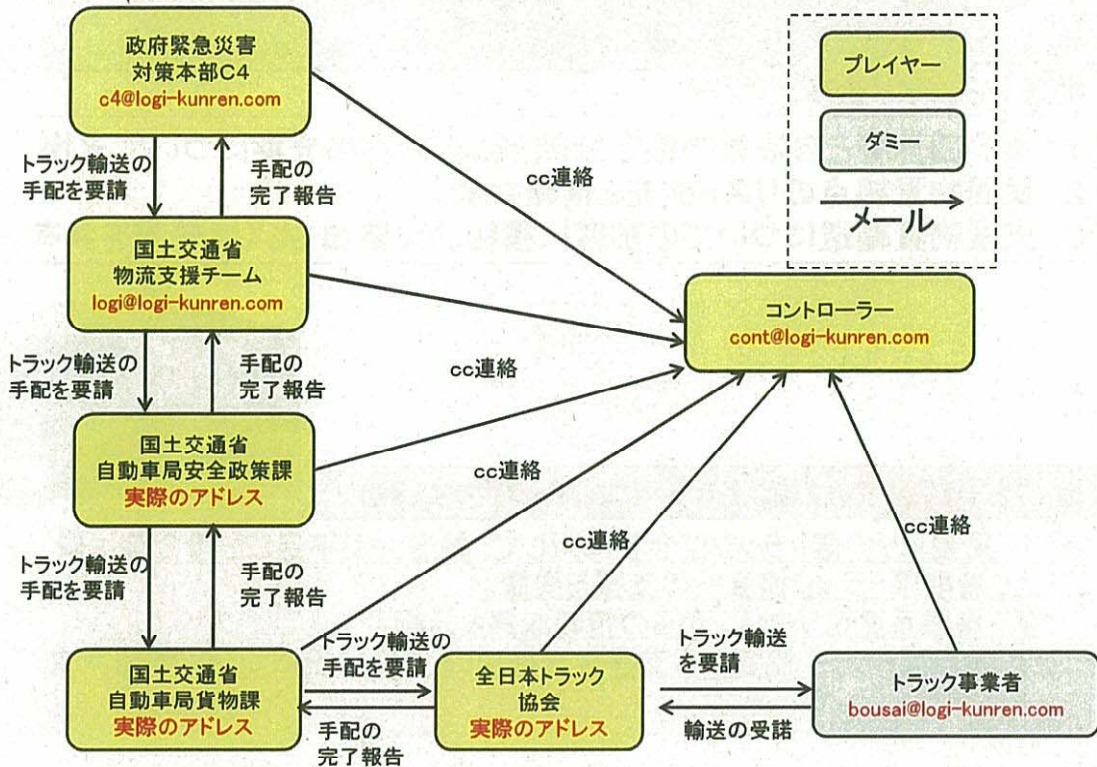 政府緊急災害
対策本部C4
c4@logi-kunren.com
プレイヤー
ダミー
メール
トラック輸送の
手配を要請
手配の
完了報告
cc連絡
国土交通省
物流支援チーム
logi@logi-kunren.com
コントローラー
cont@logi-kunren.com
トラック輸送の
手配を要請
手配の
完了報告
cc連絡
国土交通省
自動車局安全政策課
実際のアドレス
cc連絡
cc連絡
cc連絡
トラック輸送の
手配を要請
手配の
完了報告
国土交通省
自動車局貨物課
実際のアドレス
トラック輸送の
手配を要請
手配の
完了報告
全日本トラック
協会
実際のアドレス
トラック輸送
を要請
輸送の受諾
トラック事業者
bousai@logi-kunren.com